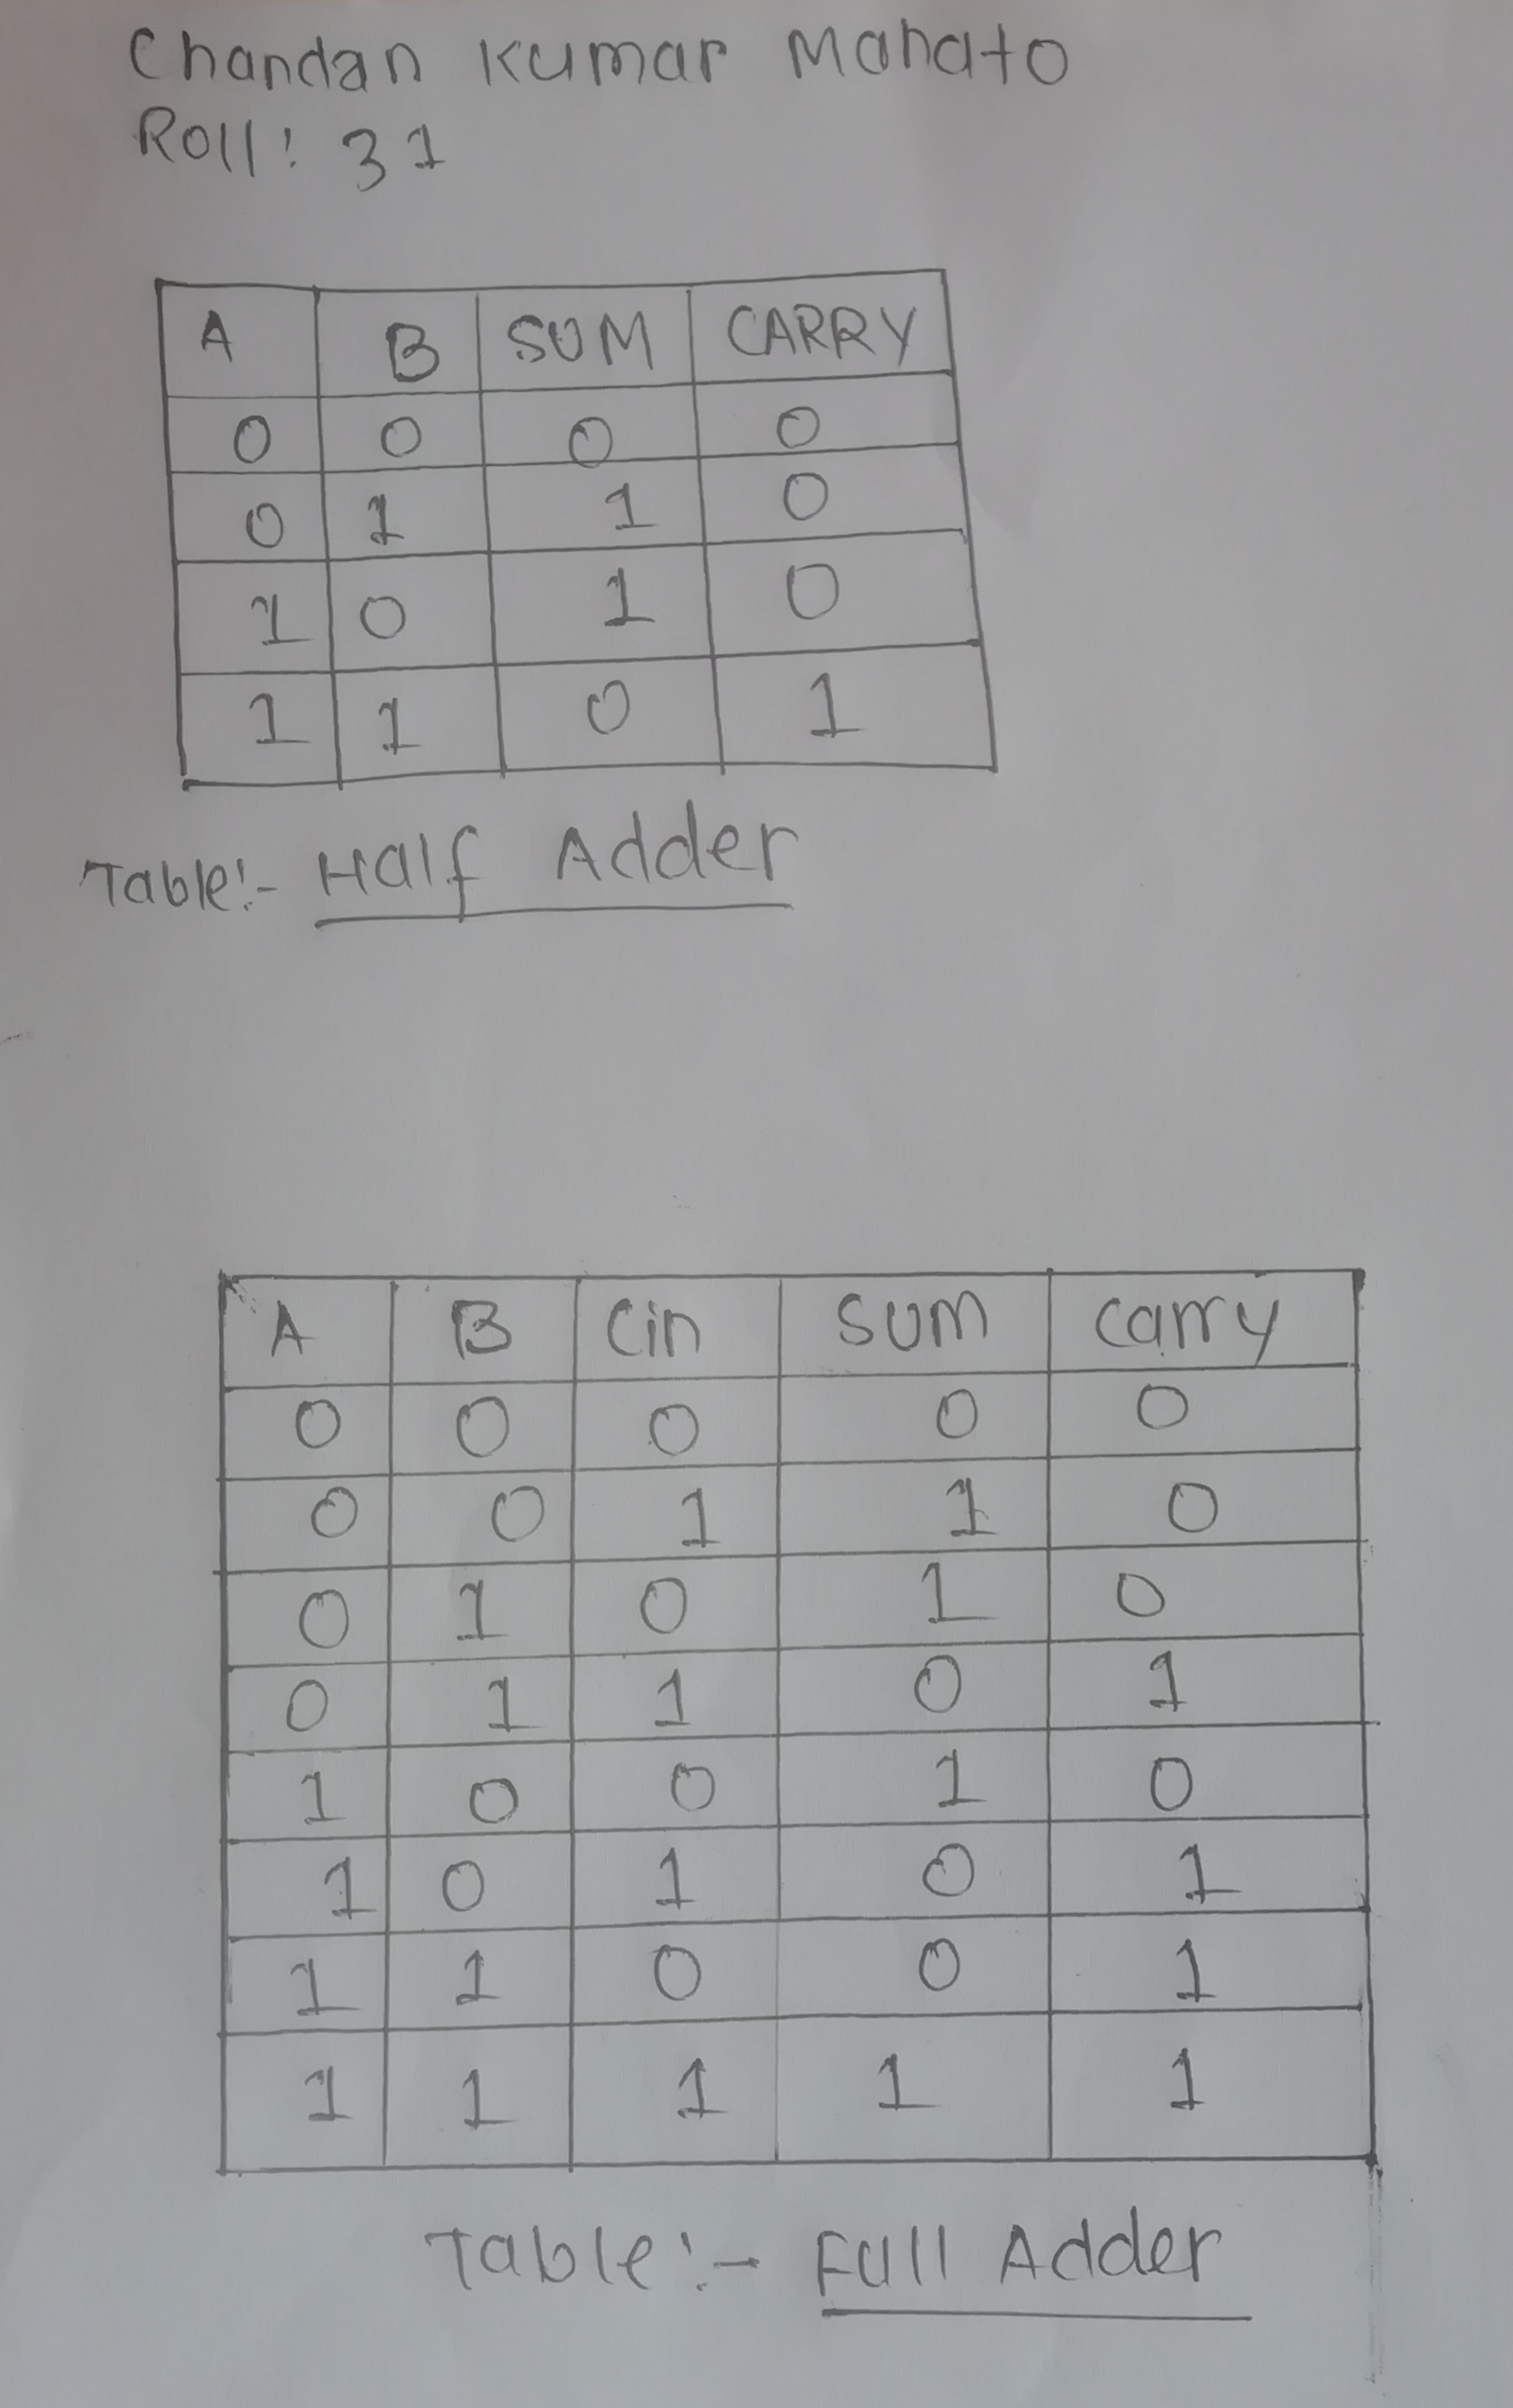 Chandan Kumar Mahato
Roll: 31
A B SUM CARRY
0 0 0 0
0 1 1 0
1 0 1 0
1 1 0 1
Table:- Half Adder
A B Cin SUM Carry
0 0 0 0 0
0 0 1 1 0
0 1 0 1 0
0 1 1 0 1
1 0 0 1 0
1 0 1 0 1
1 1 0 0 1
1 1 1 1 1
Table:- Full Adder